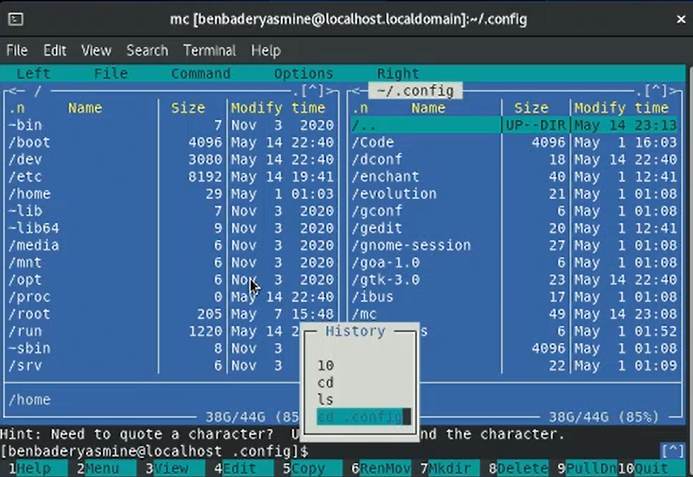 mc [benbaderyasmine@localhost.localdomain]:~/.config
File Edit View Search Terminal Help
Left File Command Options Right
<─ / .[^]> <─ ~/.config .[^]>
.n Name Size Modify time .n Name Size Modify time
~bin 7 Nov 3 2020 /.. UP--DIR May 14 23:13
/boot 4096 May 14 22:40 /Code 4096 May 1 16:03
/dev 3080 May 14 22:40 /dconf 18 May 14 22:40
/etc 8192 May 14 19:41 /enchant 40 May 1 12:41
/home 29 May 1 01:03 /evolution 21 May 1 01:08
~lib 7 Nov 3 2020 /gconf 6 May 1 01:08
~lib64 9 Nov 3 2020 /gedit 20 May 1 12:41
/media 6 Nov 3 2020 /gnome-session 27 May 1 01:08
/mnt 6 Nov 3 2020 /goa-1.0 6 May 1 01:08
/opt 6 Nov 3 2020 /gtk-3.0 23 May 14 22:40
/proc 0 May 14 22:40 /ibus 17 May 1 01:08
/root 205 May 7 15:48 /mc 49 May 14 23:08
/run 1220 May 14 2 History s 6 May 1 01:52
~sbin 8 Nov 3 4096 May 1 01:08
/srv 6 Nov 3 10 22 May 1 01:09
cd
/home ls
38G/44G (85 cd .config 38G/44G (85%)
Hint: Need to quote a character? U nd the character.
[benbaderyasmine@localhost .config]$ [^]
1Help 2Menu 3View 4Edit 5Copy 6RenMov 7Mkdir 8Delete 9PullDn 10Quit